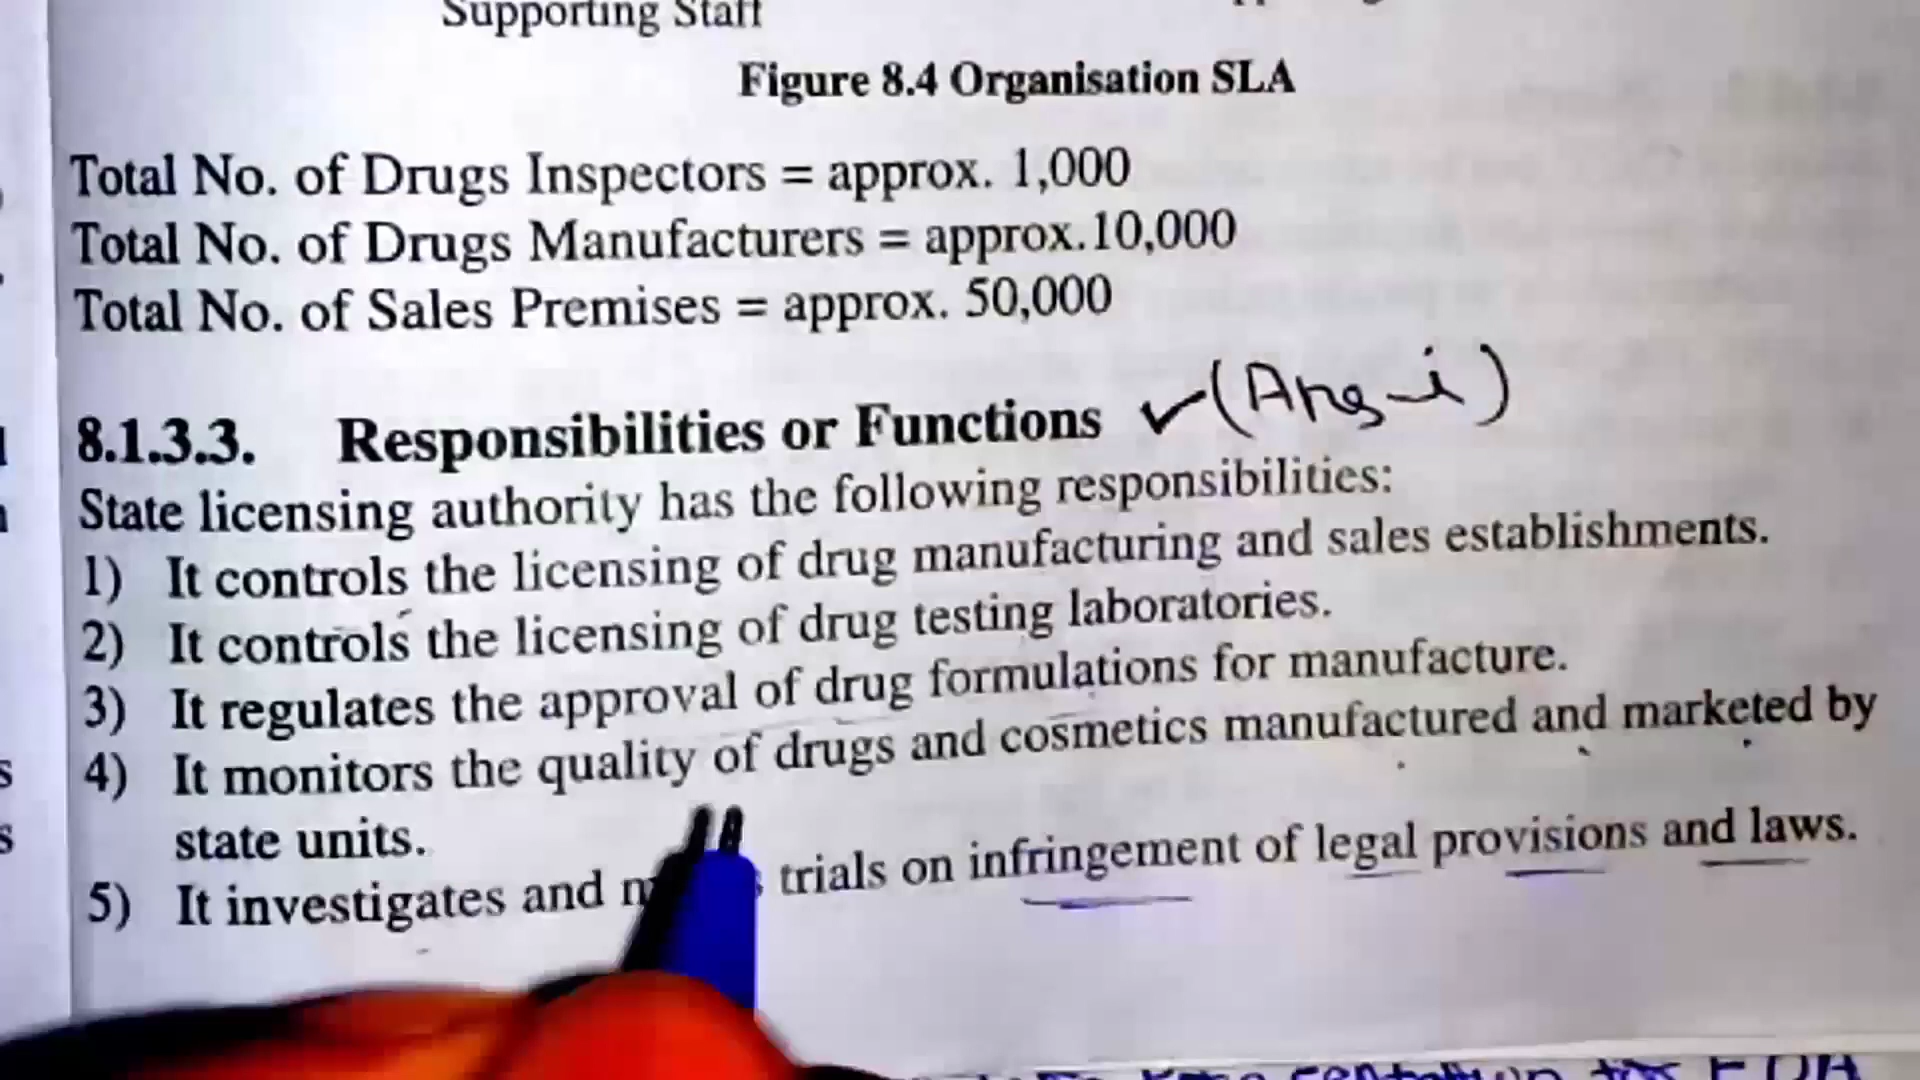 Supporting Staff
Figure 8.4 Organisation SLA
Total No. of Drugs Inspectors = approx. 1,000
Total No. of Drugs Manufacturers = approx.10,000
Total No. of Sales Premises = approx. 50,000
8.1.3.3. Responsibilities or Functions ✓(Ans-i)
State licensing authority has the following responsibilities:
1) It controls the licensing of drug manufacturing and sales establishments.
2) It controls the licensing of drug testing laboratories.
3) It regulates the approval of drug formulations for manufacture.
4) It monitors the quality of drugs and cosmetics manufactured and marketed by
state units.
5) It investigates and trials on infringement of legal provisions and laws.
FDA